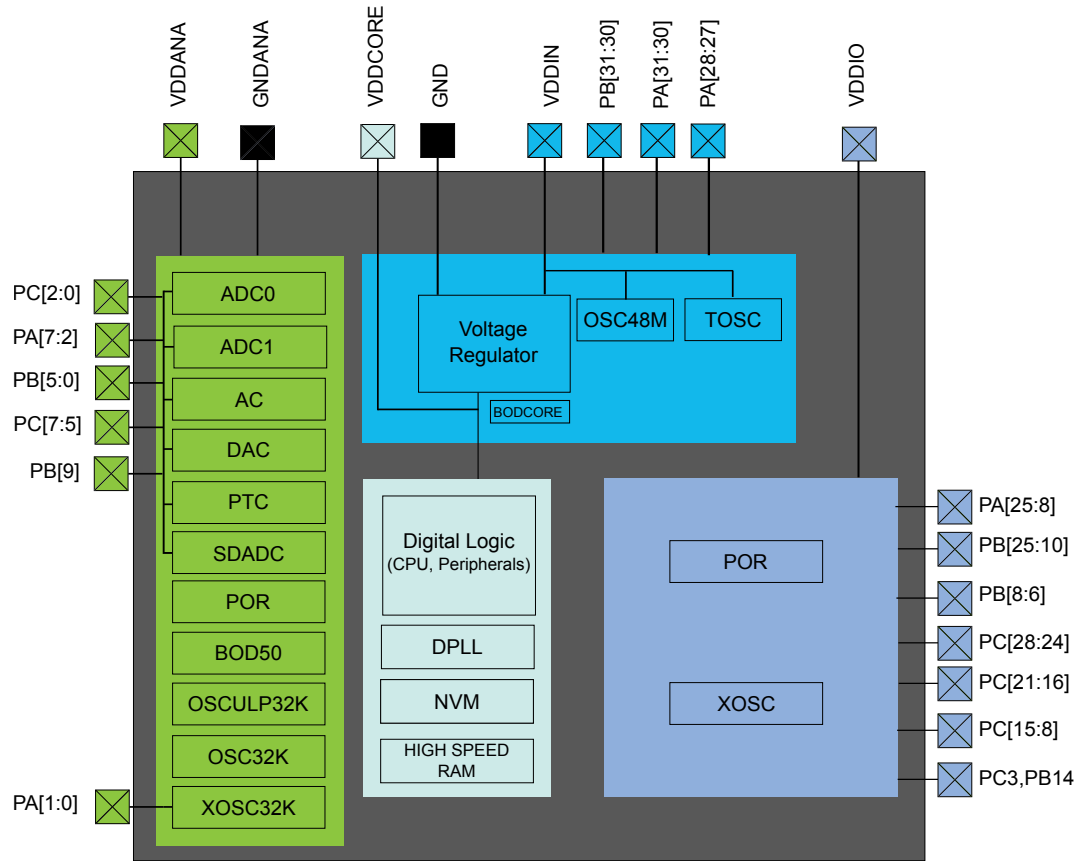 VDDANA
GNDANA
VDDCORE
GND
VDDIN
PB[31:30]
PA[31:30]
PA[28:27]
VDDIO
PC[2:0]
PA[7:2]
PB[5:0]
PC[7:5]
PB[9]
PA[1:0]
ADC0
ADC1
AC
DAC
PTC
SDADC
POR
BOD50
OSCULP32K
OSC32K
XOSC32K
Voltage
Regulator
OSC48M
TOSC
BODCORE
Digital Logic
(CPU, Peripherals)
DPLL
NVM
HIGH SPEED
RAM
POR
XOSC
PA[25:8]
PB[25:10]
PB[8:6]
PC[28:24]
PC[21:16]
PC[15:8]
PC3,PB14